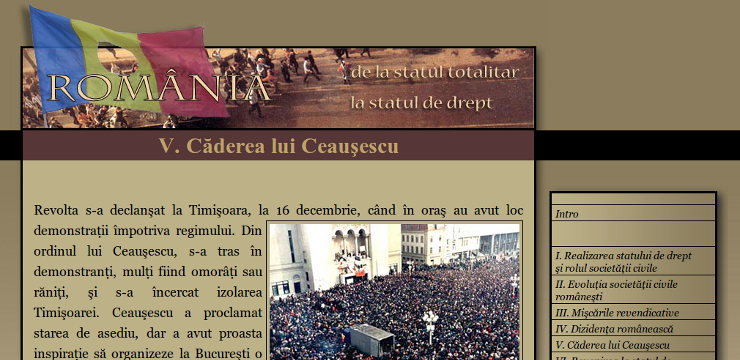 ROMÂNIA
de la statul totalitar
la statul de drept
V. Căderea lui Ceauşescu
Revolta s-a declanşat la Timişoara, la 16 decembrie, când în oraş au avut loc
demonstraţii împotriva regimului. Din
ordinul lui Ceauşescu, s-a tras în
demonstranţi, mulţi fiind omorâţi sau
răniţi, şi s-a încercat izolarea
Timişoarei. Ceauşescu a proclamat
starea de asediu, dar a avut proasta
inspiraţie să organizeze la Bucureşti o
Intro
I. Realizarea statului de drept
şi rolul societăţii civile
II. Evoluţia societăţii civile
româneşti
III. Mişcările revendicative
IV. Dizidenţa românească
V. Căderea lui Ceauşescu